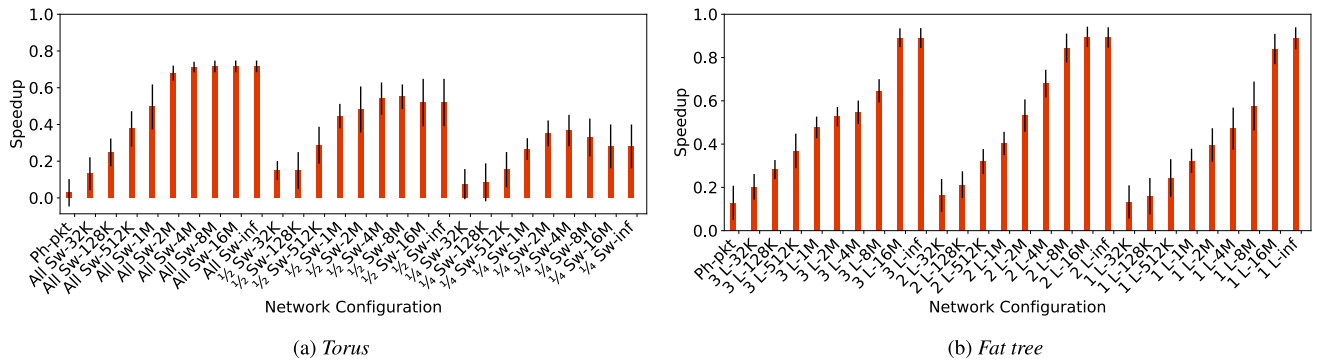 1.0
0.8
0.6
0.4
0.2
0.0
Speedup
Ph-pkt
All Sw-32K
All Sw-128K
All Sw-512K
All Sw-1M
All Sw-2M
All Sw-4M
All Sw-8M
All Sw-16M
All Sw-inf
½ Sw-32K
½ Sw-128K
½ Sw-512K
½ Sw-1M
½ Sw-2M
½ Sw-4M
½ Sw-8M
½ Sw-16M
½ Sw-inf
¼ Sw-32K
¼ Sw-128K
¼ Sw-512K
¼ Sw-1M
¼ Sw-2M
¼ Sw-4M
¼ Sw-8M
¼ Sw-16M
¼ Sw-inf
Network Configuration
(a) Torus
1.0
0.8
0.6
0.4
0.2
0.0
Speedup
Ph-pkt
3 L-32K
3 L-128K
3 L-512K
3 L-1M
3 L-2M
3 L-4M
3 L-8M
3 L-16M
3 L-inf
2 L-32K
2 L-128K
2 L-512K
2 L-1M
2 L-2M
2 L-4M
2 L-8M
2 L-16M
2 L-inf
1 L-32K
1 L-128K
1 L-512K
1 L-1M
1 L-2M
1 L-4M
1 L-8M
1 L-16M
1 L-inf
Network Configuration
(b) Fat tree